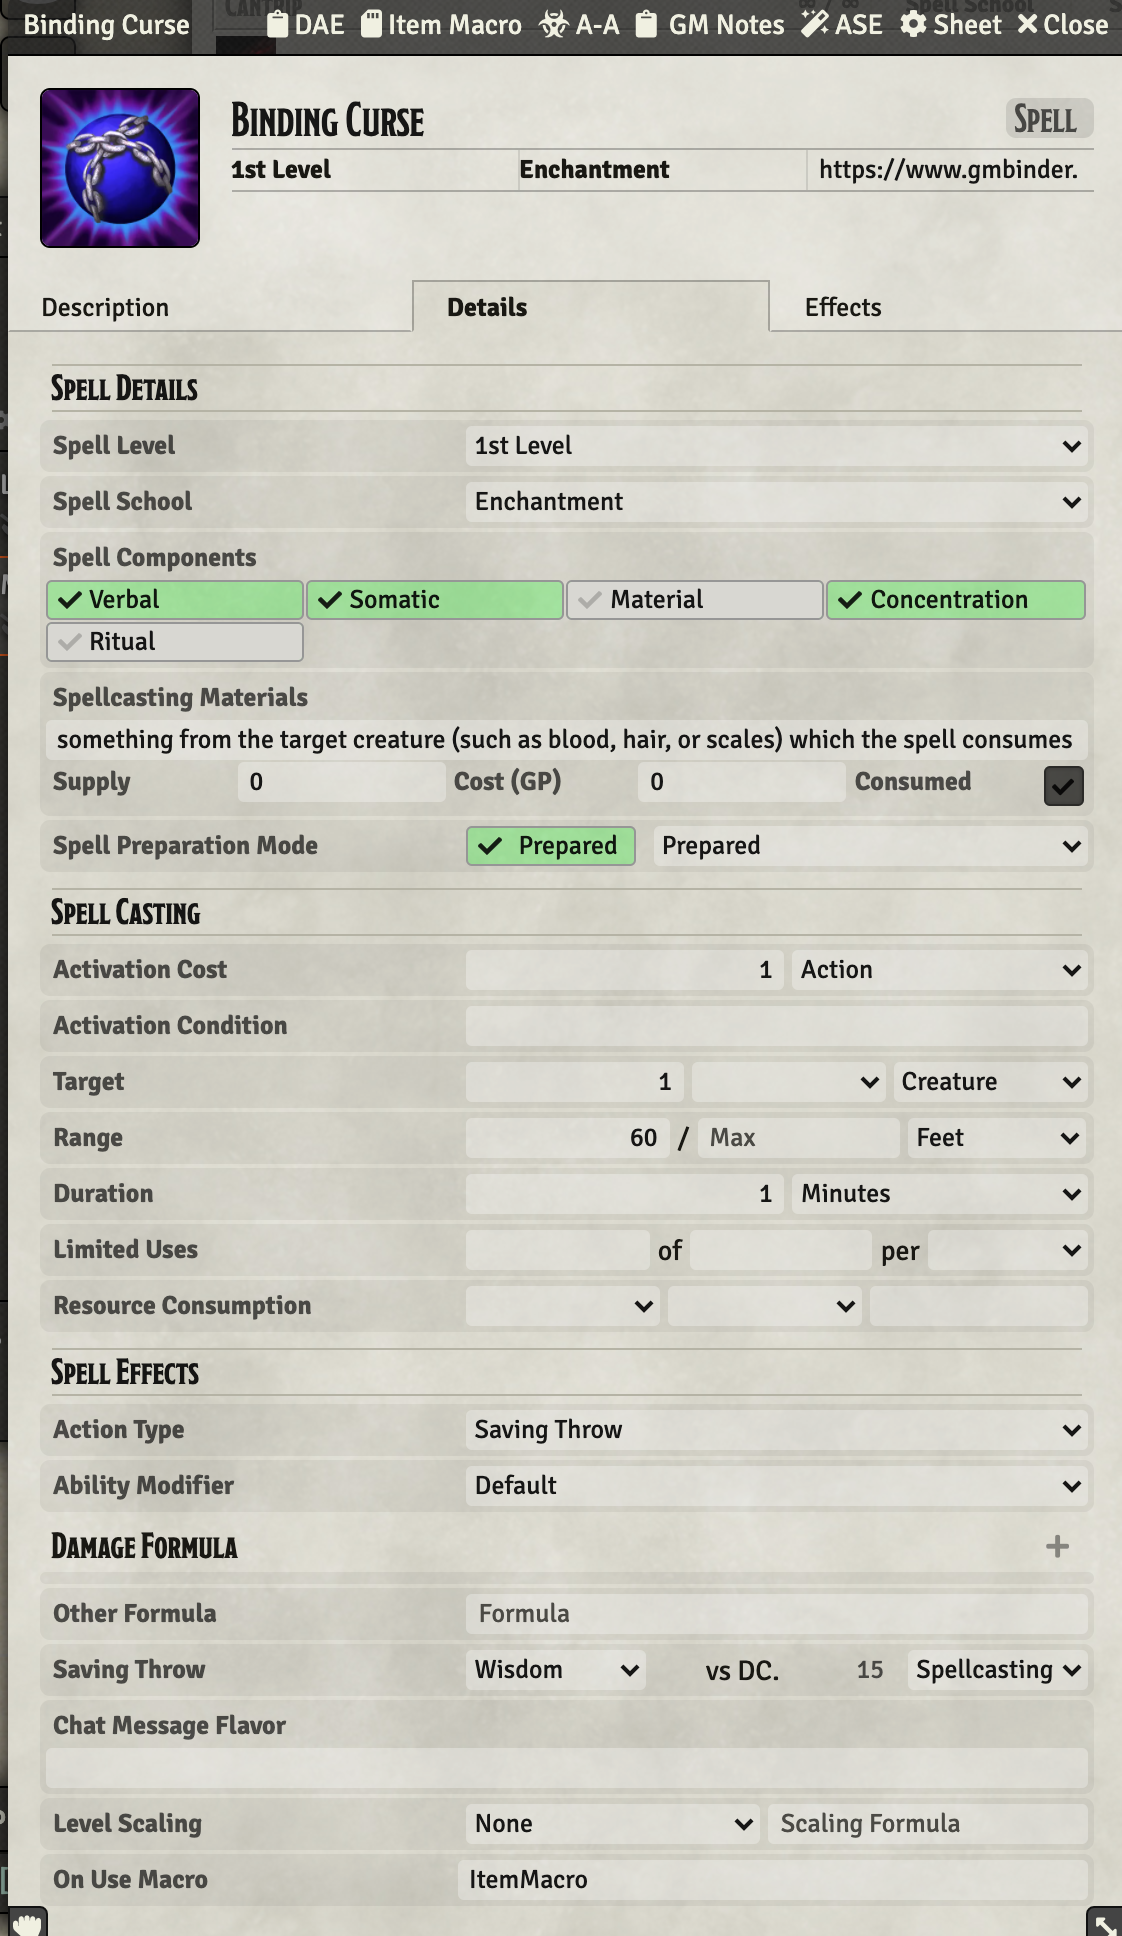 Binding Curse DAE Item Macro A-A GM Notes ASE Sheet Close
Binding Curse Spell
1st Level Enchantment https://www.gmbinder.
Description Details Effects
Spell Details
Spell Level 1st Level
Spell School Enchantment
Spell Components
Verbal Somatic Material Concentration
Ritual
Spellcasting Materials
something from the target creature (such as blood, hair, or scales) which the spell consumes
Supply 0 Cost (GP) 0 Consumed
Spell Preparation Mode Prepared Prepared
Spell Casting
Activation Cost 1 Action
Activation Condition
Target 1 Creature
Range 60 / Max Feet
Duration 1 Minutes
Limited Uses of per
Resource Consumption
Spell Effects
Action Type Saving Throw
Ability Modifier Default
Damage Formula
Other Formula Formula
Saving Throw Wisdom vs DC. 15 Spellcasting
Chat Message Flavor
Level Scaling None Scaling Formula
On Use Macro ItemMacro